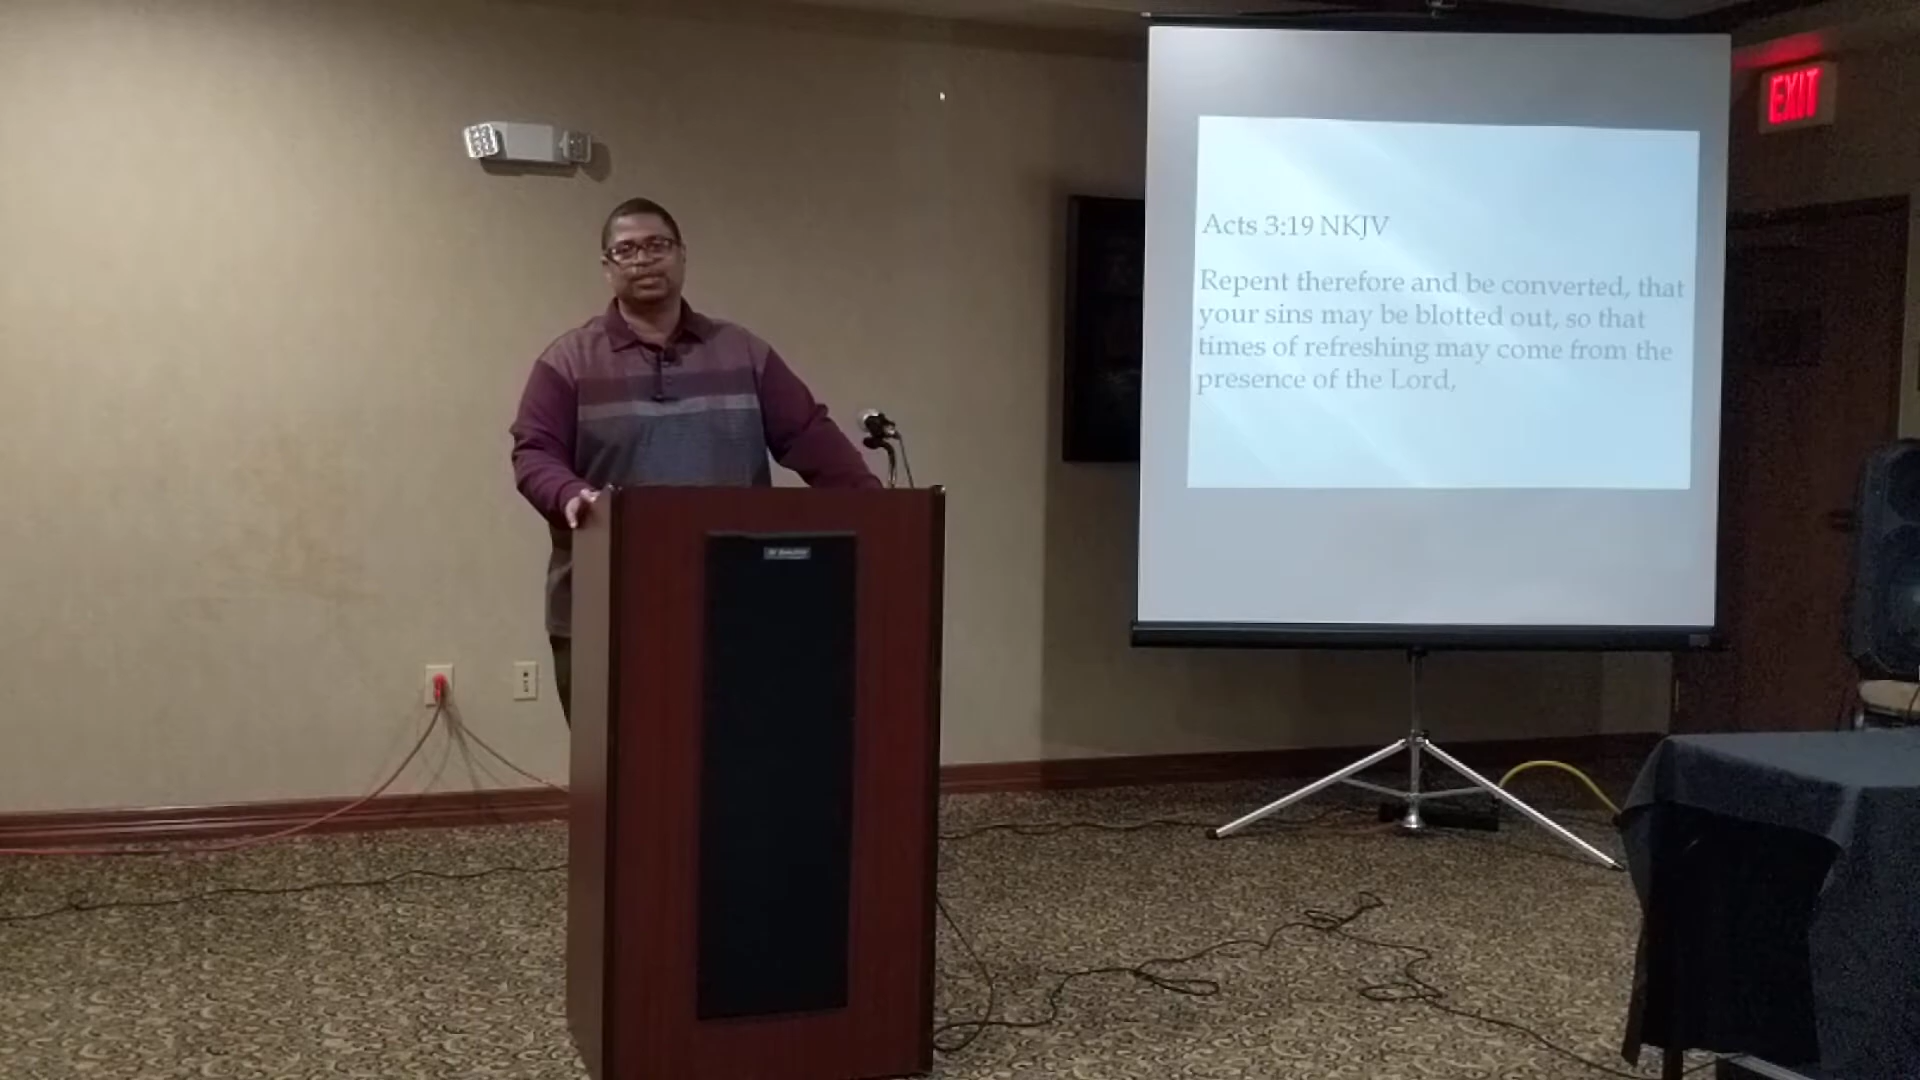 Acts 3:19 NKJV
Repent therefore and be converted, that
your sins may be blotted out, so that
times of refreshing may come from the
presence of the Lord,
EXIT